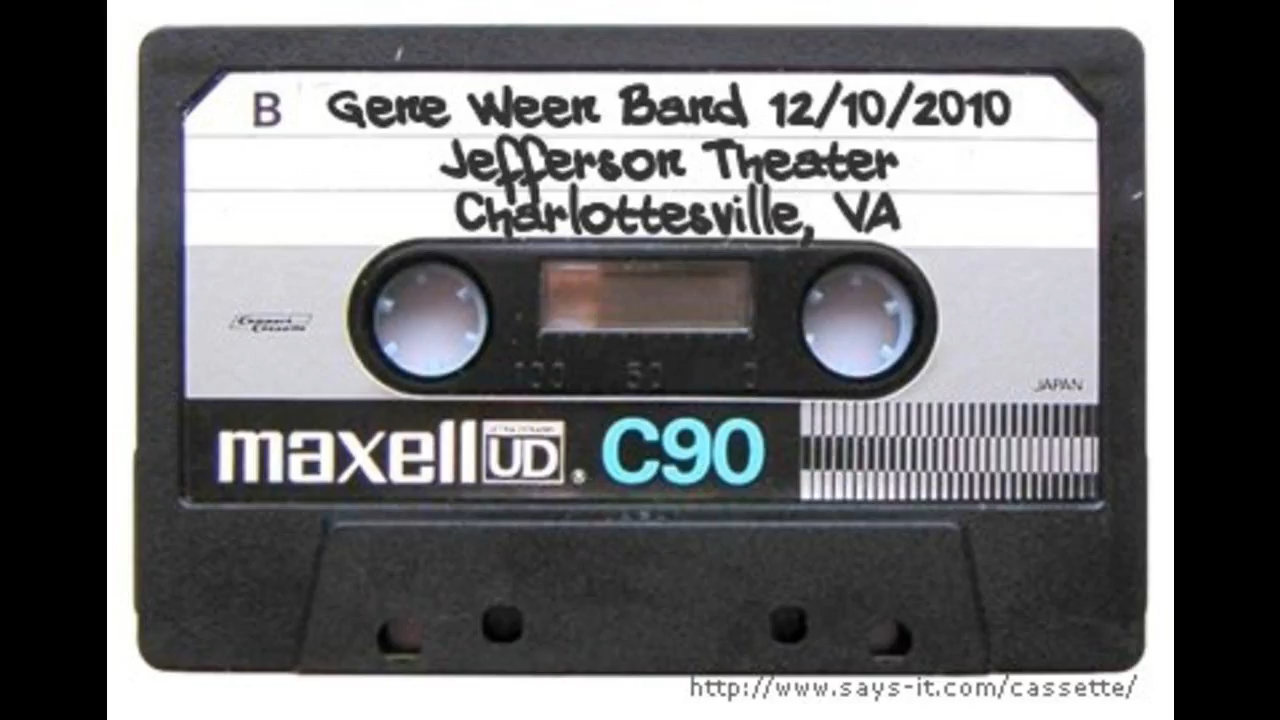 B Gene Ween Band 12/10/2010
Jefferson Theater
Charlottesville, VA
100 50 0
JAPAN
maxell UD® C90
http://www.says-it.com/cassette/